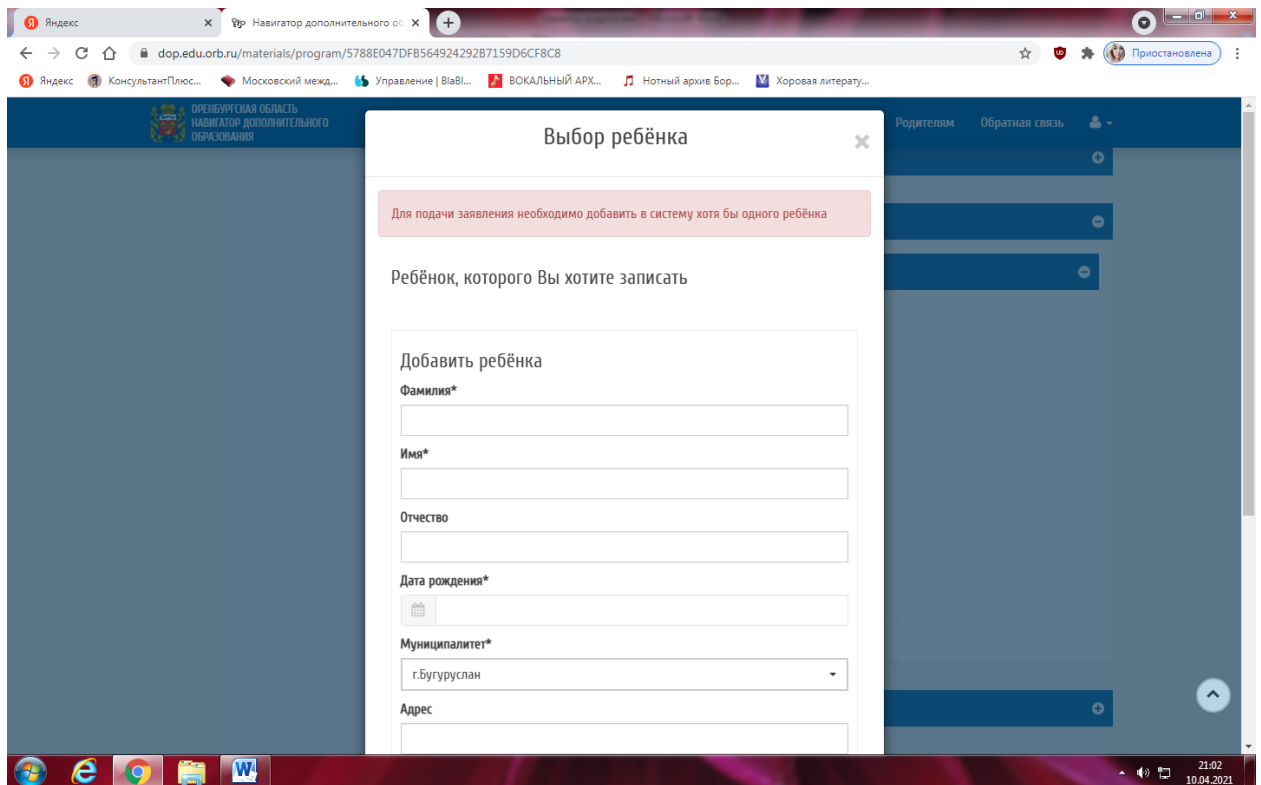 Яндекс
Навигатор дополнительного об
dop.edu.orb.ru/materials/program/5788E047DFB564924292B7159D6CF8C8
Приостановлена
Яндекс
КонсультантПлюс...
Московский межд...
Управление | BlaBl...
ВОКАЛЬНЫЙ АРХ...
Нотный архив Бор...
Хоровая литерату...
ОРЕНБУРГСКАЯ ОБЛАСТЬ
НАВИГАТОР ДОПОЛНИТЕЛЬНОГО
ОБРАЗОВАНИЯ
Родителям
Обратная связь
Выбор ребёнка
Для подачи заявления необходимо добавить в систему хотя бы одного ребёнка
Ребёнок, которого Вы хотите записать
Добавить ребёнка
Фамилия*
Имя*
Отчество
Дата рождения*
Муниципалитет*
г.Бугуруслан
Адрес
21:02
10.04.2021